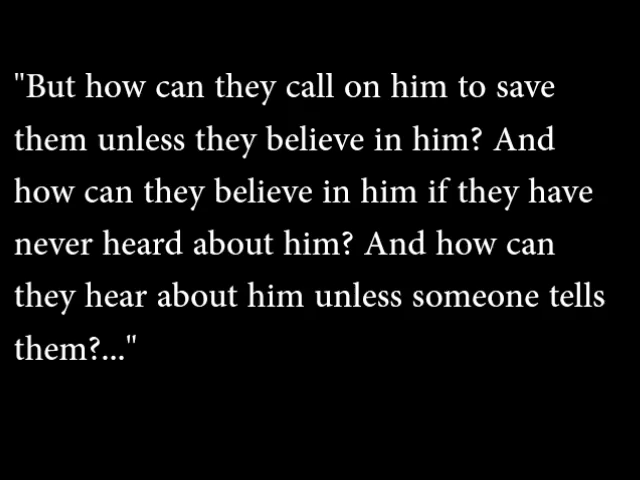 "But how can they call on him to save
them unless they believe in him? And
how can they believe in him if they have
never heard about him? And how can
they hear about him unless someone tells
them?..."